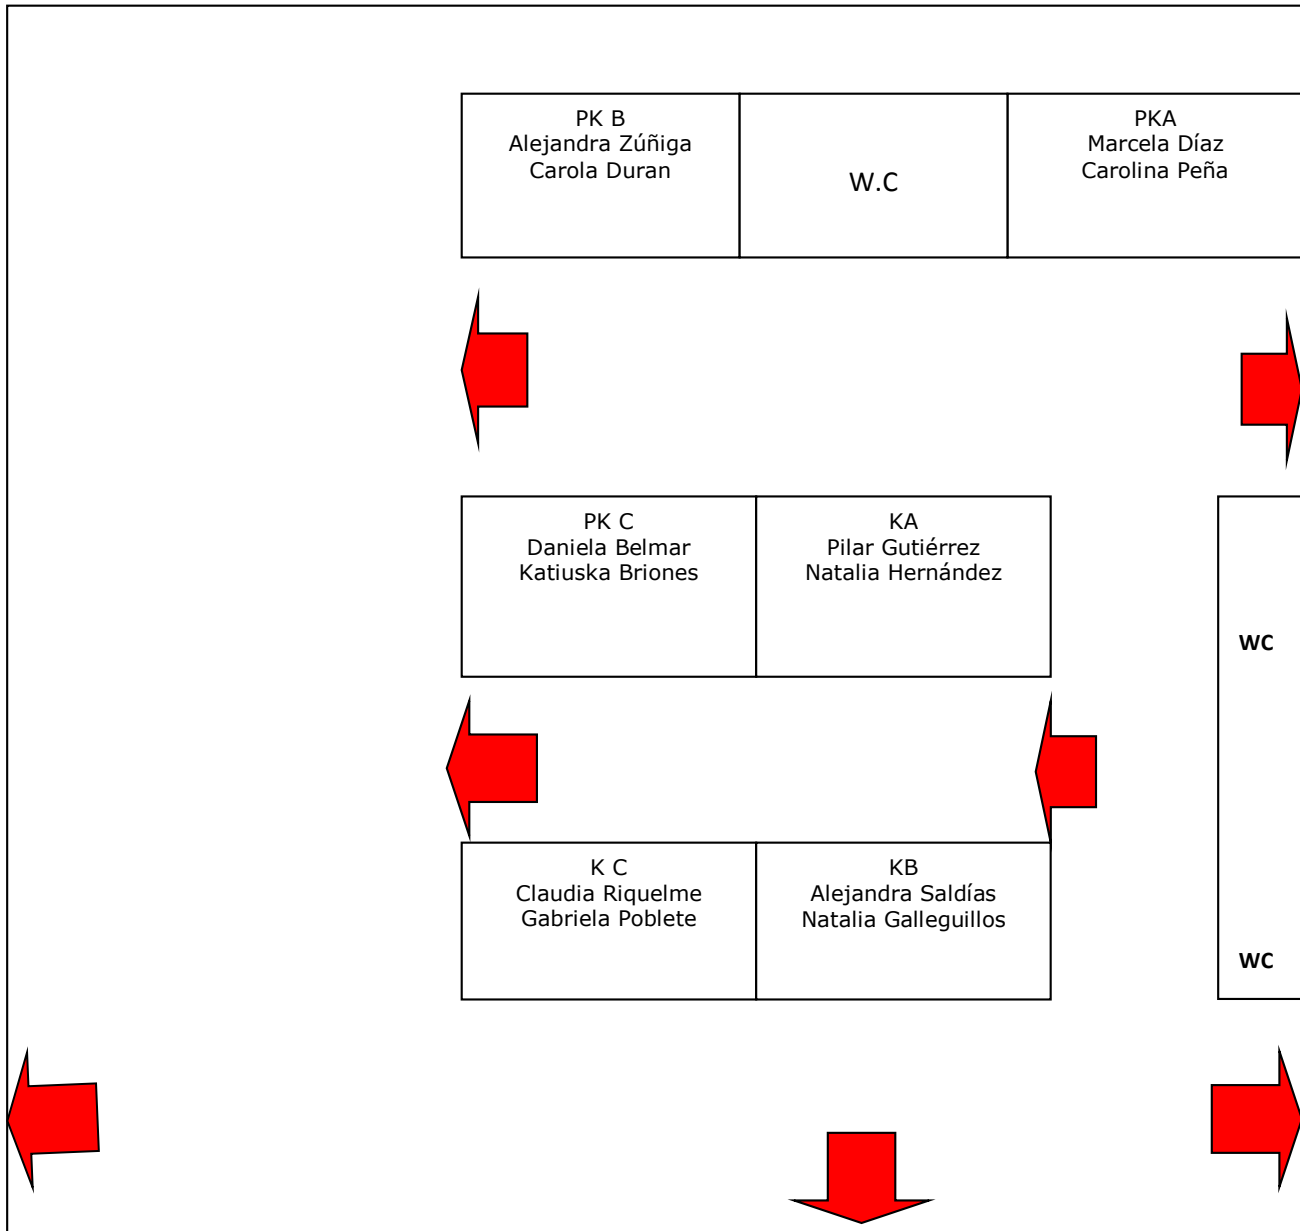 PK B
Alejandra Zúñiga
Carola Duran
W.C
PKA
Marcela Díaz
Carolina Peña
PK C
Daniela Belmar
Katiuska Briones
KA
Pilar Gutiérrez
Natalia Hernández
WC
K C
Claudia Riquelme
Gabriela Poblete
KB
Alejandra Saldías
Natalia Galleguillos
WC